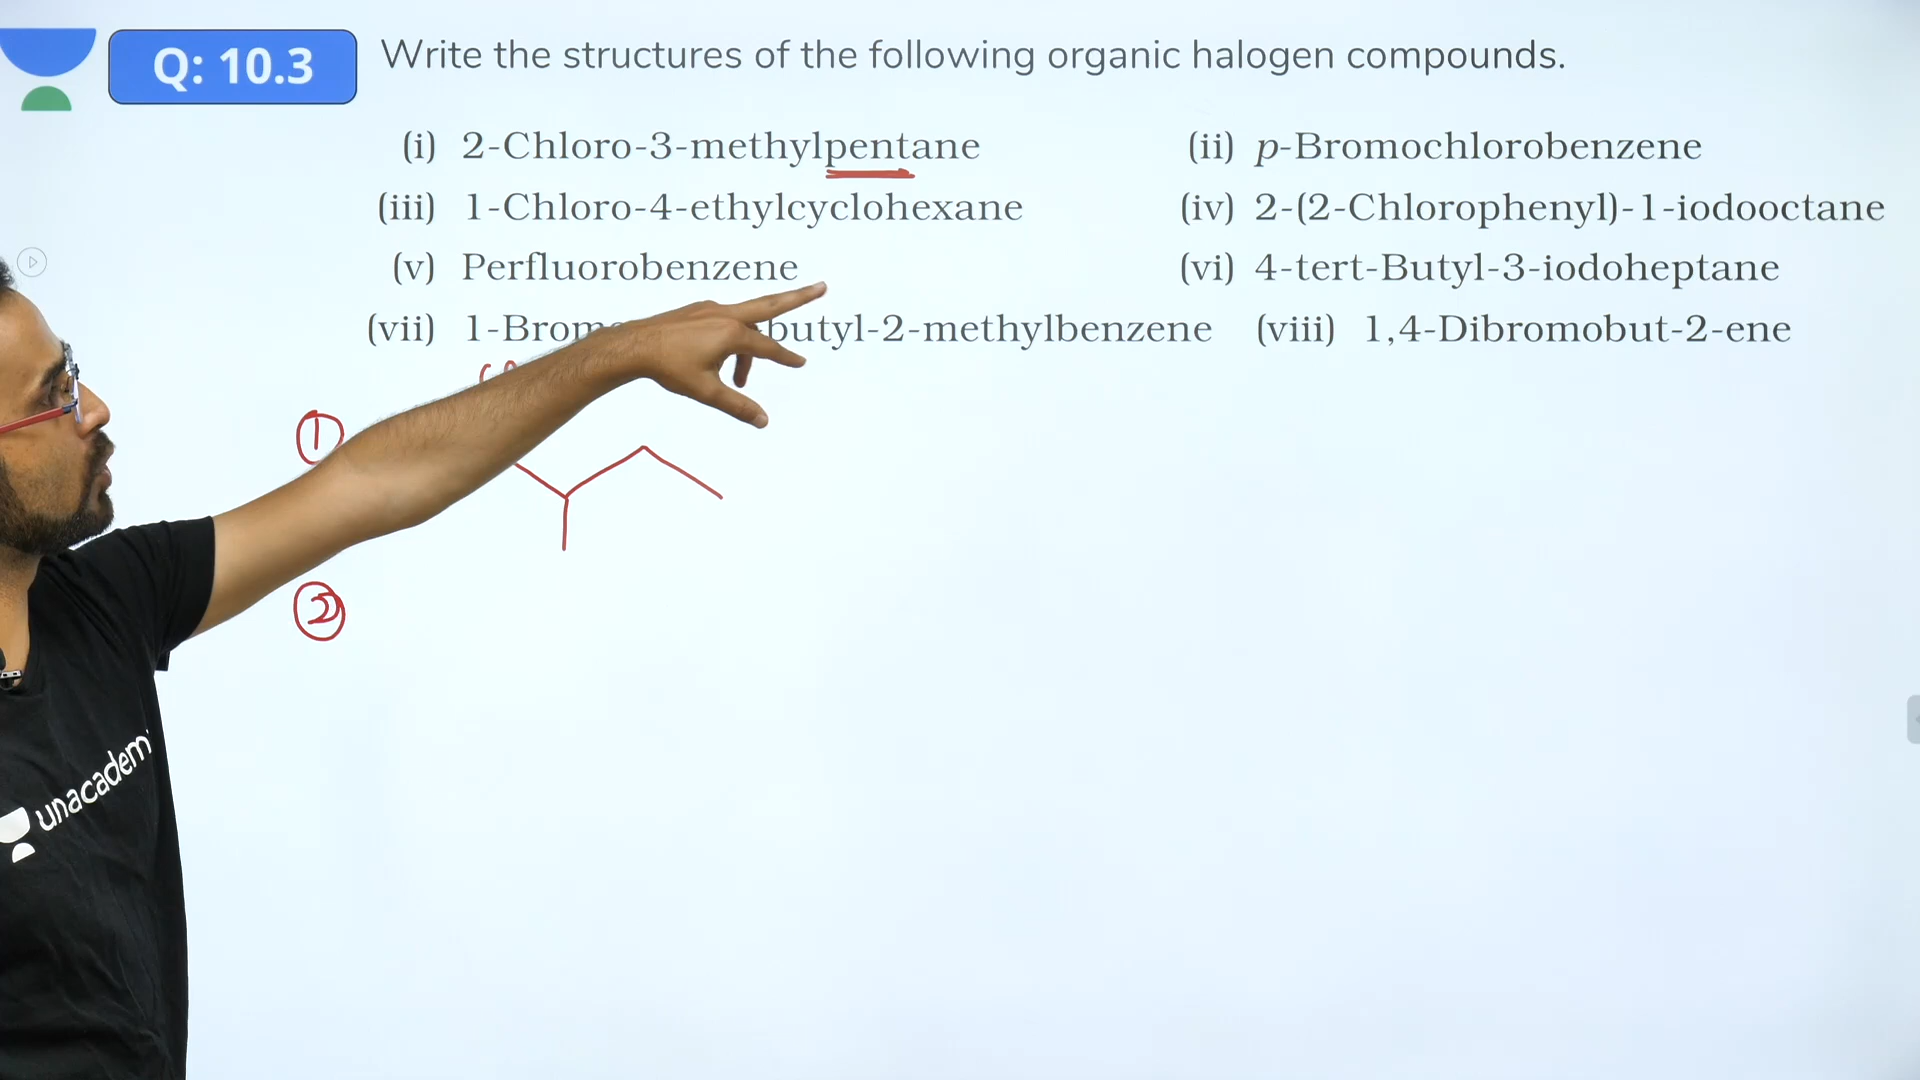 Q: 10.3 Write the structures of the following organic halogen compounds.
(i) 2-Chloro-3-methylpentane (ii) p-Bromochlorobenzene
(iii) 1-Chloro-4-ethylcyclohexane (iv) 2-(2-Chlorophenyl)-1-iodooctane
(v) Perfluorobenzene (vi) 4-tert-Butyl-3-iodoheptane
(vii) 1-Brom butyl-2-methylbenzene (viii) 1,4-Dibromobut-2-ene
1
2
unacadem